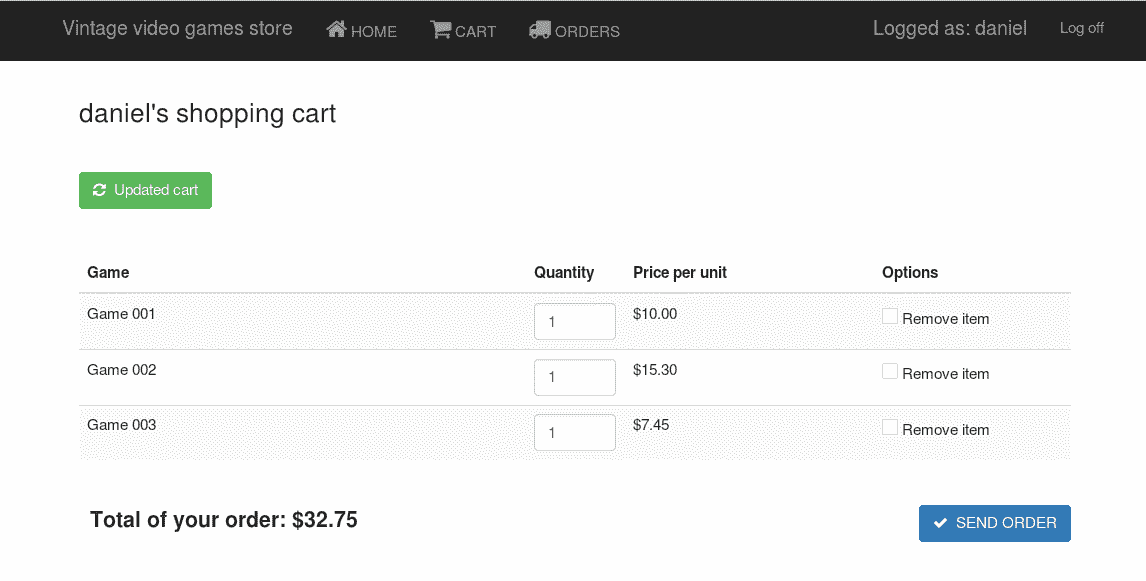 Vintage video games store HOME CART ORDERS Logged as: daniel Log off
daniel's shopping cart
Updated cart
Game Quantity Price per unit Options
Game 001 1 $10.00 Remove item
Game 002 1 $15.30 Remove item
Game 003 1 $7.45 Remove item
Total of your order: $32.75 SEND ORDER